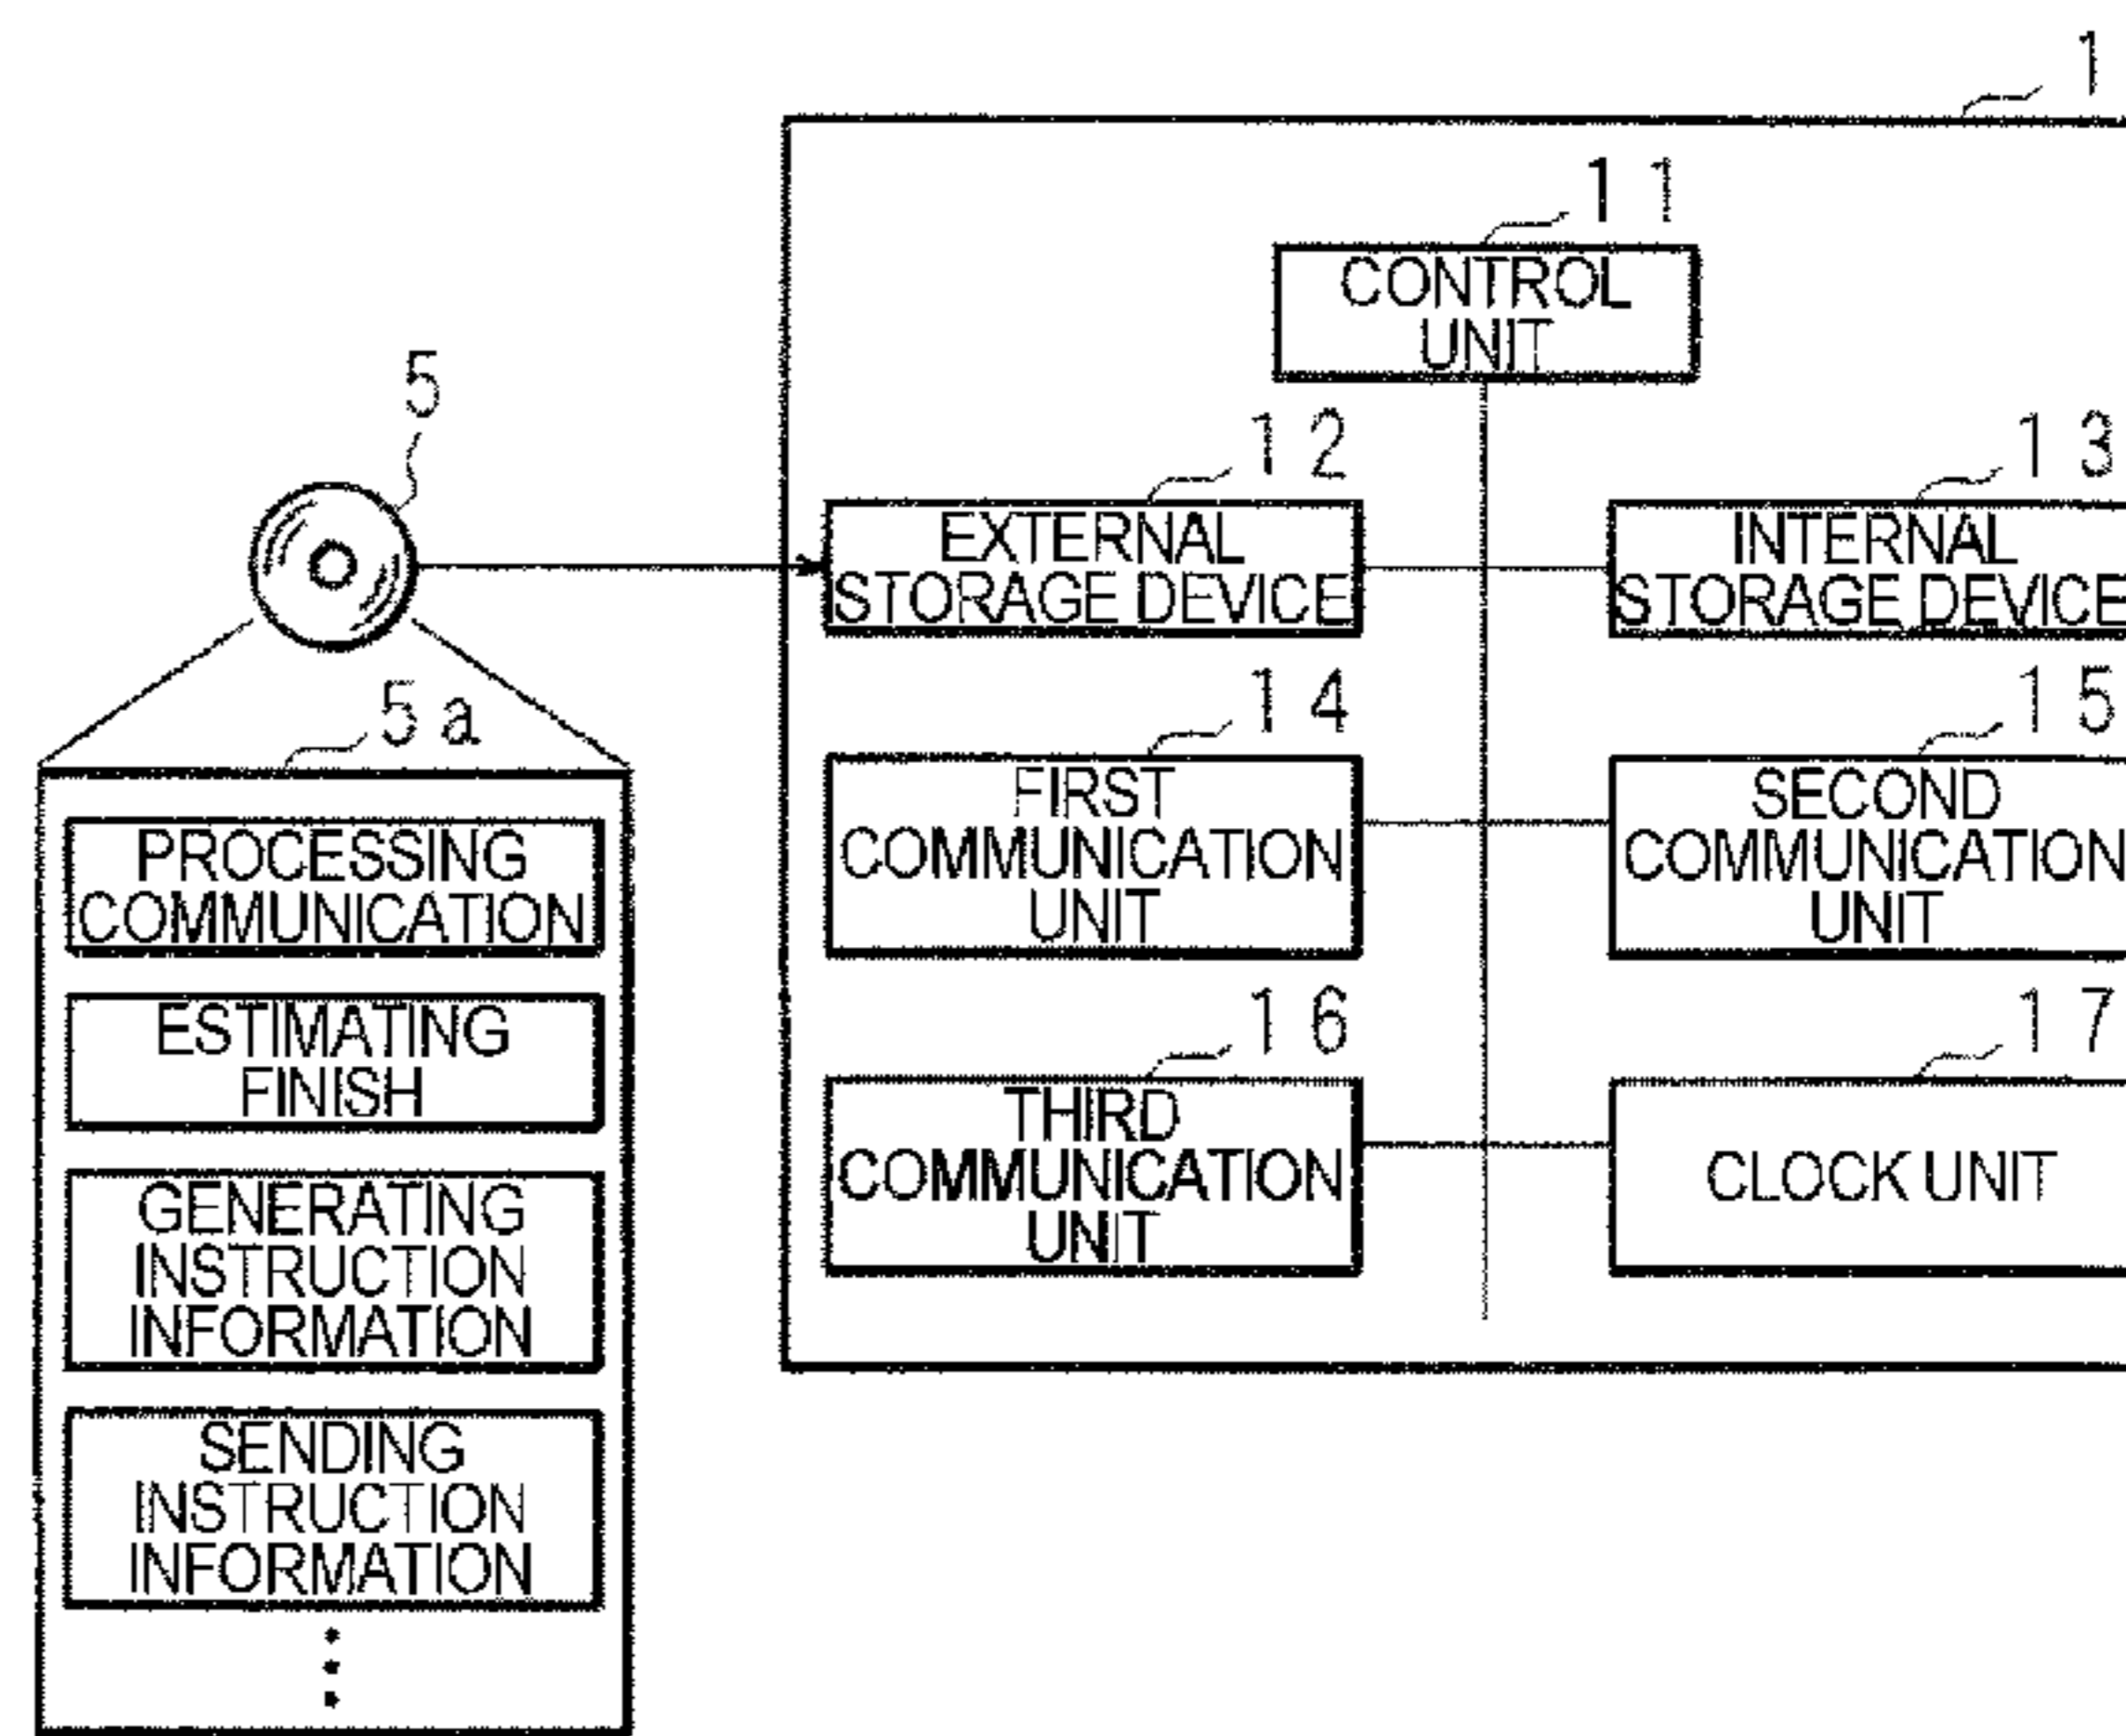 1
11
CONTROL
UNIT
5
12
EXTERNAL
STORAGE DEVICE
13
INTERNAL
STORAGE DEVICE
5a
PROCESSING
COMMUNICATION
ESTIMATING
FINISH
GENERATING
INSTRUCTION
INFORMATION
SENDING
INSTRUCTION
INFORMATION
14
FIRST
COMMUNICATION
UNIT
15
SECOND
COMMUNICATION
UNIT
16
THIRD
COMMUNICATION
UNIT
17
CLOCK UNIT